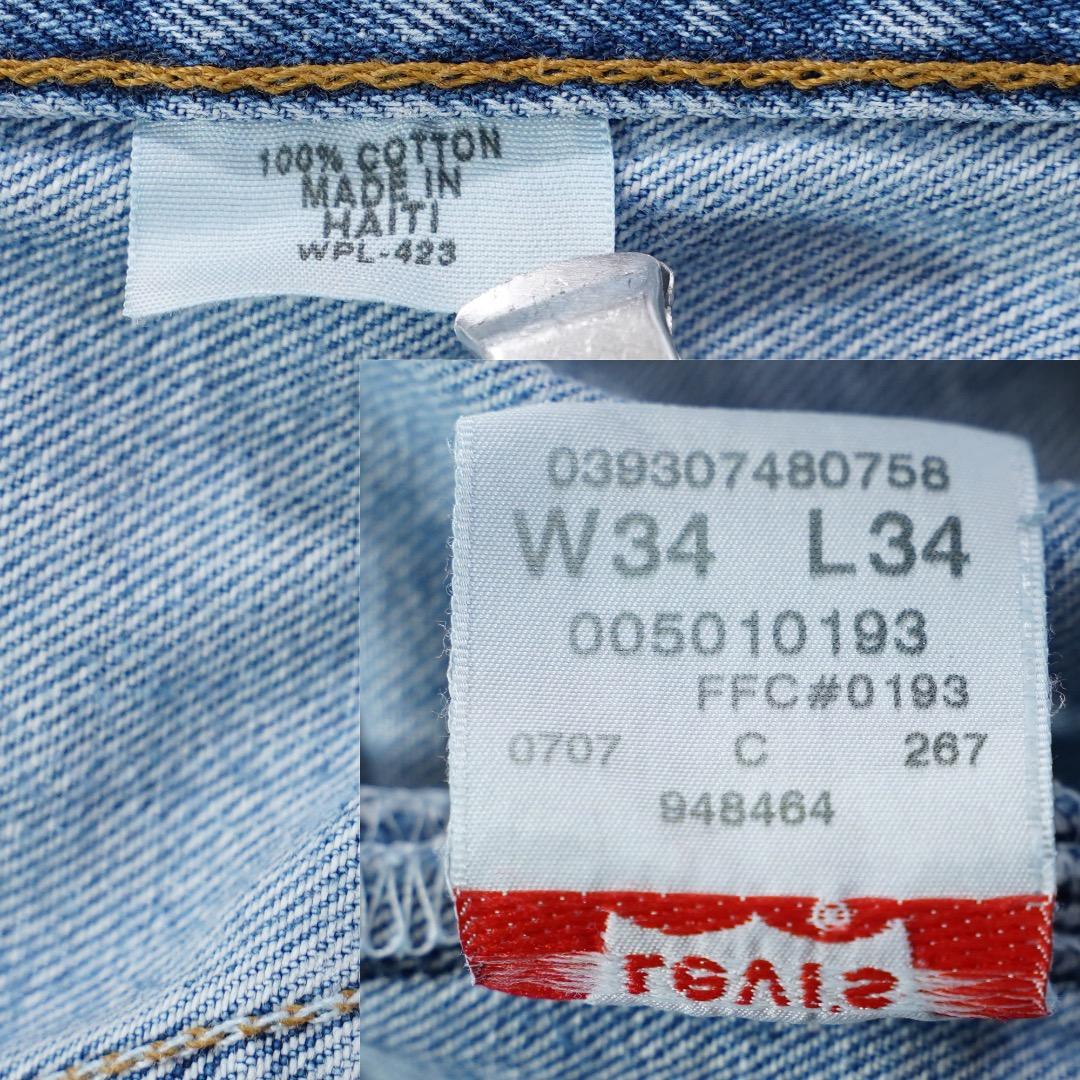 100% COTTON
MADE IN
HAITI
WPL-423
039307480758
W34 L34
005010193
FFC#0193
0707 C 267
948464
Levi's
®